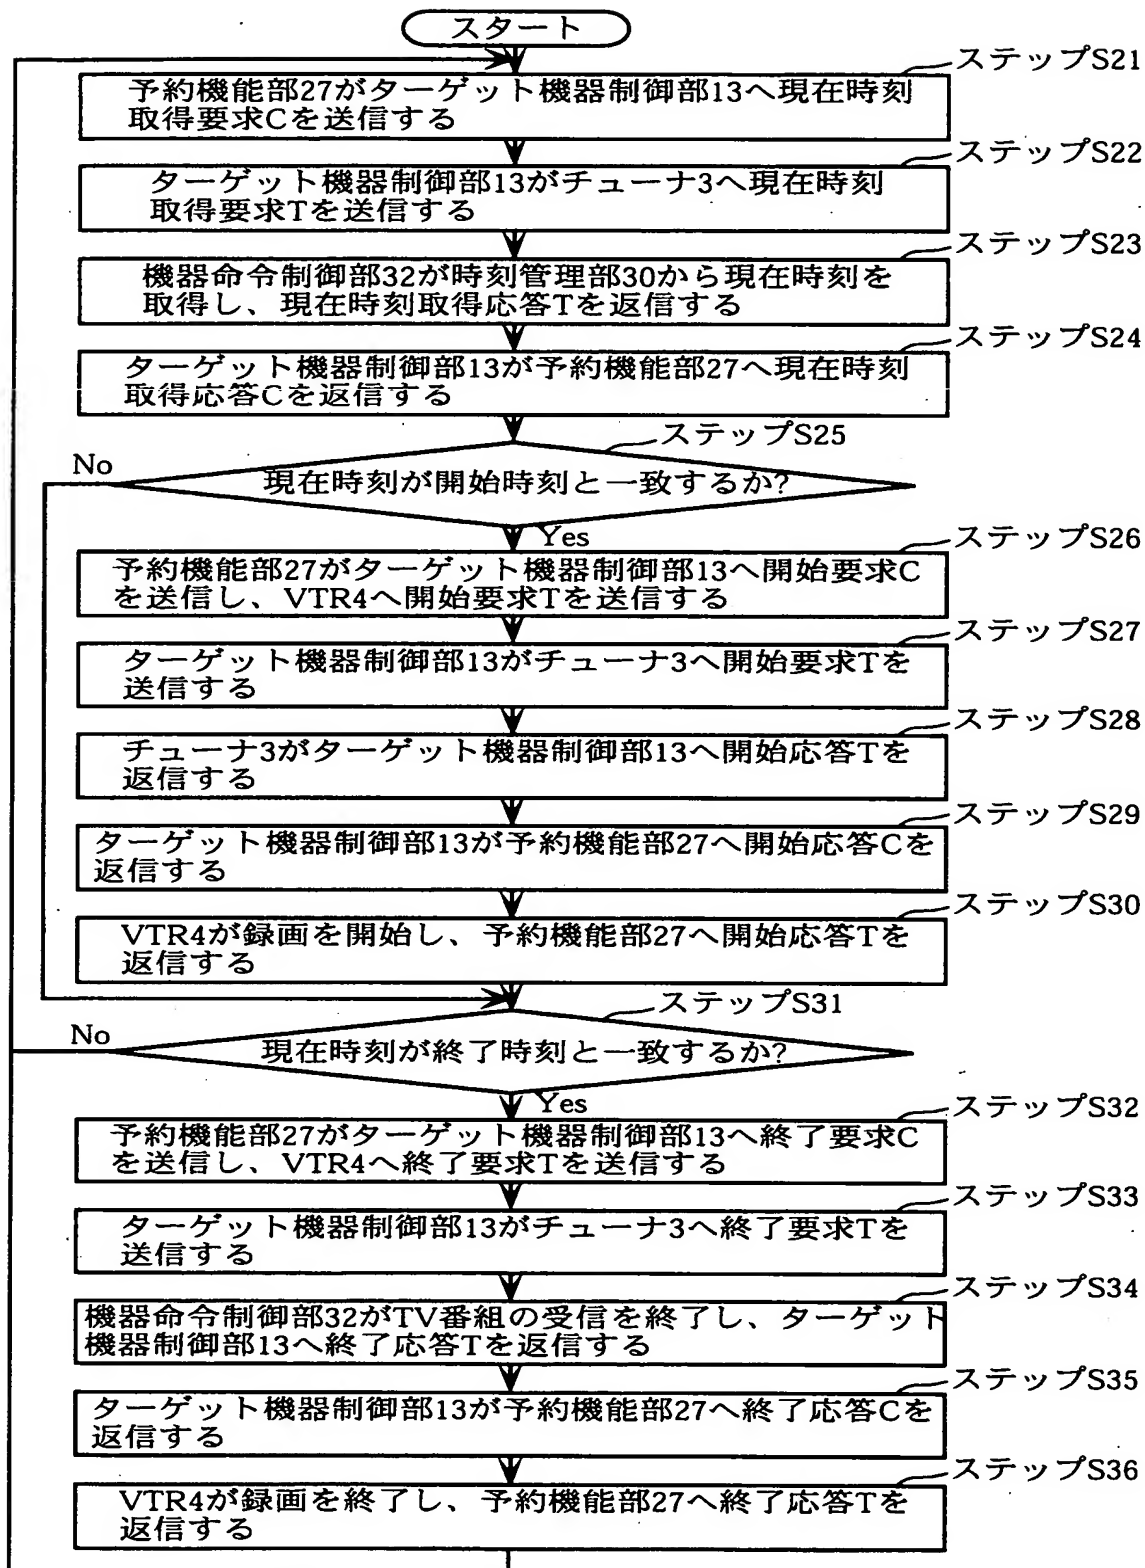 スタート
ステップS21
予約機能部27がターゲット機器制御部13へ現在時刻
取得要求Cを送信する
ステップS22
ターゲット機器制御部13がチューナ3へ現在時刻
取得要求Tを送信する
ステップS23
機器命令制御部32が時刻管理部30から現在時刻を
取得し、現在時刻取得応答Tを返信する
ステップS24
ターゲット機器制御部13が予約機能部27へ現在時刻
取得応答Cを返信する
ステップS25
No
現在時刻が開始時刻と一致するか?
Yes
ステップS26
予約機能部27がターゲット機器制御部13へ開始要求C
を送信し、VTR4へ開始要求Tを送信する
ステップS27
ターゲット機器制御部13がチューナ3へ開始要求Tを
送信する
ステップS28
チューナ3がターゲット機器制御部13へ開始応答Tを
返信する
ステップS29
ターゲット機器制御部13が予約機能部27へ開始応答Cを
返信する
ステップS30
VTR4が録画を開始し、予約機能部27へ開始応答Tを
返信する
ステップS31
No
現在時刻が終了時刻と一致するか?
Yes
ステップS32
予約機能部27がターゲット機器制御部13へ終了要求C
を送信し、VTR4へ終了要求Tを送信する
ステップS33
ターゲット機器制御部13がチューナ3へ終了要求Tを
送信する
ステップS34
機器命令制御部32がTV番組の受信を終了し、ターゲット
機器制御部13へ終了応答Tを返信する
ステップS35
ターゲット機器制御部13が予約機能部27へ終了応答Cを
返信する
ステップS36
VTR4が録画を終了し、予約機能部27へ終了応答Tを
返信する